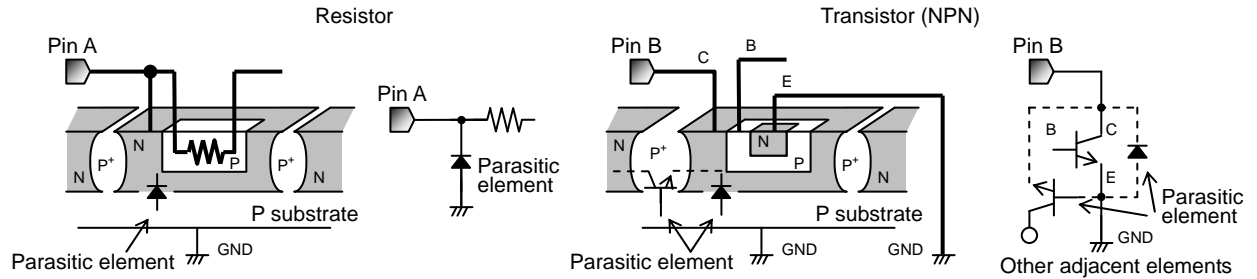 Resistor
Transistor (NPN)
Pin A
Pin B
C
B
E
Pin B
Pin A
N
P+
N
P
P+
N
Parasitic
element
N
P+
N
P
P+
N
B
C
E
Parasitic
element
P substrate
GND
Parasitic element
P substrate
GND
GND
Parasitic element
GND
Other adjacent elements